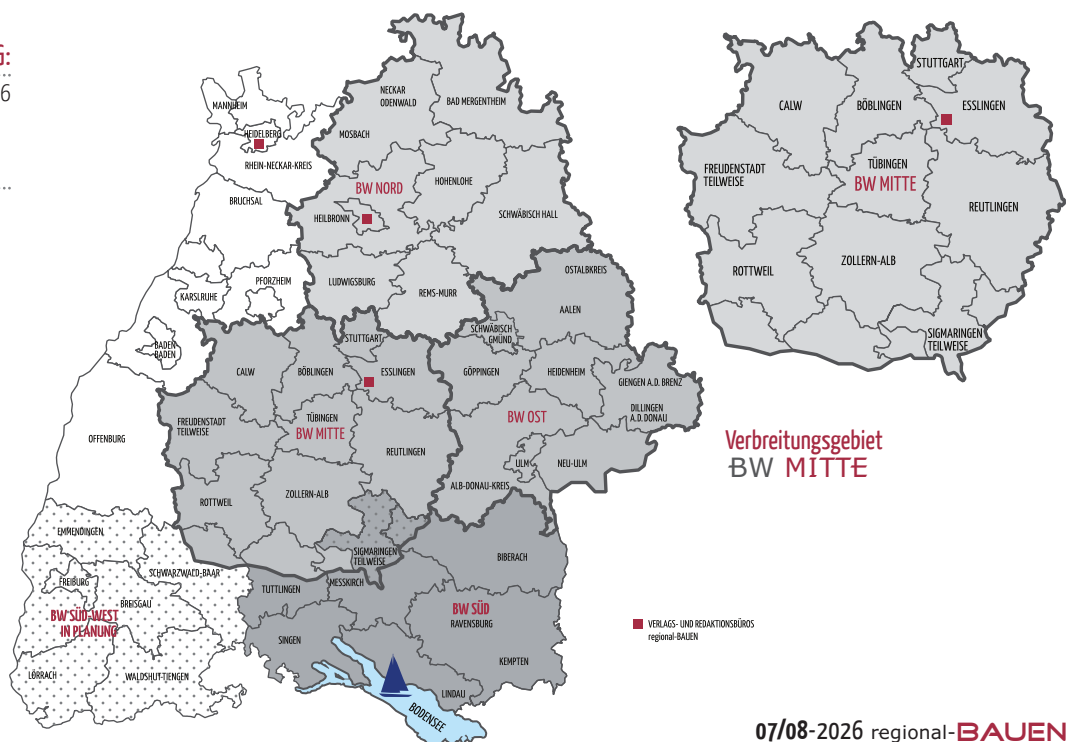 G:
6
MANNHEIM
HEIDELBERG
RHEIN-NECKAR-KREIS
BRUCHSAL
PFORZHEIM
KARLSRUHE
BADEN
BADEN
OFFENBURG
NECKAR
ODENWALD
BAD MERGENTHEIM
MOSBACH
BW NORD
HOHENLOHE
HEILBRONN
SCHWÄBISCH HALL
LUDWIGSBURG
REMS-MURR
OSTALBKREIS
AALEN
SCHWÄBISCH
GMÜND
GÖPPINGEN
HEIDENHEIM
GIENGEN A.D. BRENZ
DILLINGEN
A.D. DONAU
BW OST
ULM
NEU-ULM
ALB-DONAU-KREIS
STUTTGART
CALW
BÖBLINGEN
ESSLINGEN
FREUDENSTADT
TEILWEISE
TÜBINGEN
BW MITTE
REUTLINGEN
ROTTWEIL
ZOLLERN-ALB
SIGMARINGEN
TEILWEISE
EMMENDINGEN
FREIBURG
SCHWARZWALD-BAAR
BREISGAU
BW SÜD-WEST
IN PLANUNG
LÖRRACH
WALDSHUT-TIENGEN
TUTTLINGEN
MESSKIRCH
BIBERACH
BW SÜD
RAVENSBURG
SINGEN
KEMPTEN
LINDAU
BODENSEE
STUTTGART
CALW
BÖBLINGEN
ESSLINGEN
FREUDENSTADT
TEILWEISE
TÜBINGEN
BW MITTE
REUTLINGEN
ROTTWEIL
ZOLLERN-ALB
SIGMARINGEN
TEILWEISE
Verbreitungsgebiet
BW MITTE
VERLAGS- UND REDAKTIONSBÜROS
regional-BAUEN
07/08-2026 regional-BAUEN